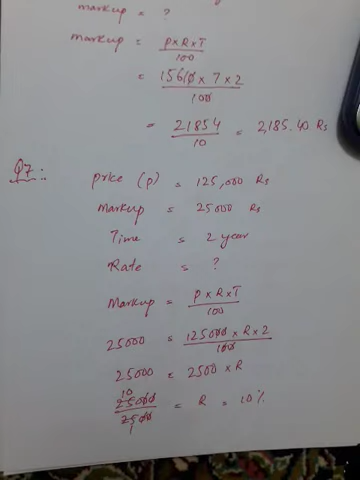 markup = ?
markup = P x R x T / 100
= 15610 x 7 x 2 / 100
= 21854 / 10 = 2,185.40 Rs
Q7:
price (p) = 125,000 Rs
markup = 25000 Rs
Time = 2 year
Rate = ?
Markup = P x R x T / 100
25000 = 125000 x R x 2 / 100
25000 = 2500 x R
10
25000 / 2500 = R = 10%